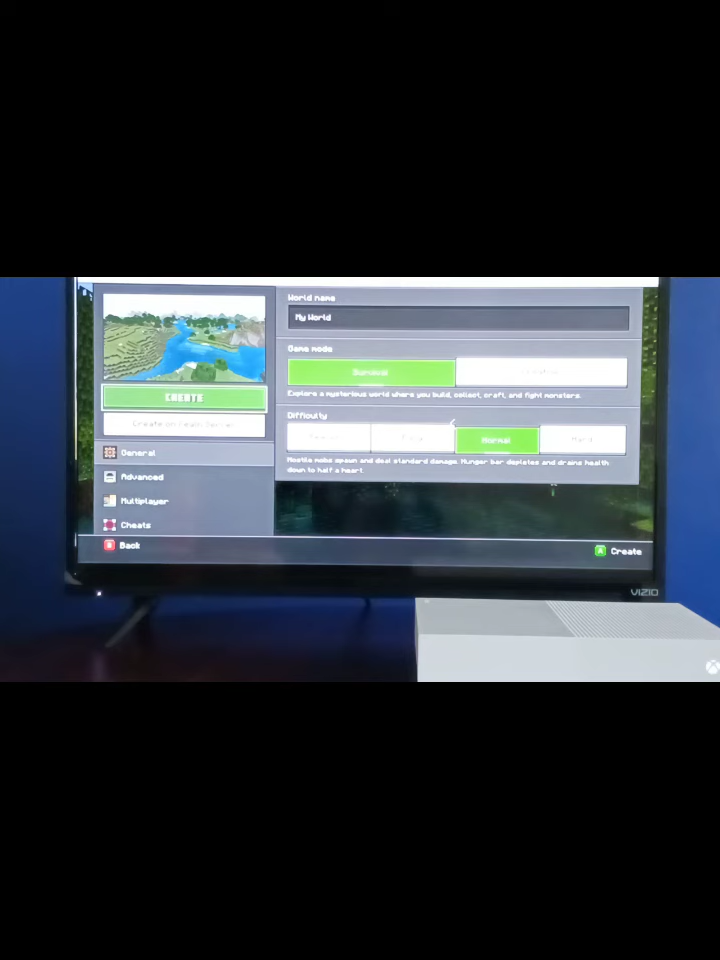 World name
My World
Game mode
Survival
Explore a mysterious world where you build, collect, craft, and fight monsters.
CREATE
Difficulty
Normal
Hard
Hostile mobs spawn and deal standard damage. Hunger bar depletes and drains health
down to half a heart.
General
Advanced
Multiplayer
Cheats
B Back
A Create
VIZIO